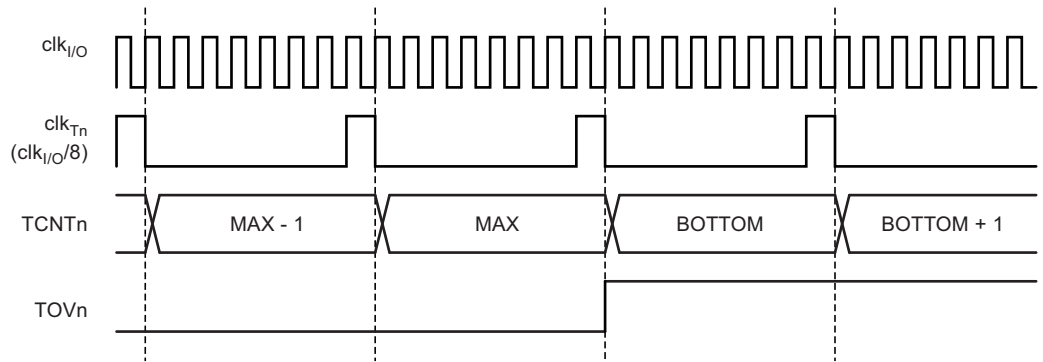 clkI/O
clkTn
(clkI/O/8)
TCNTn MAX - 1 MAX BOTTOM BOTTOM + 1
TOVn